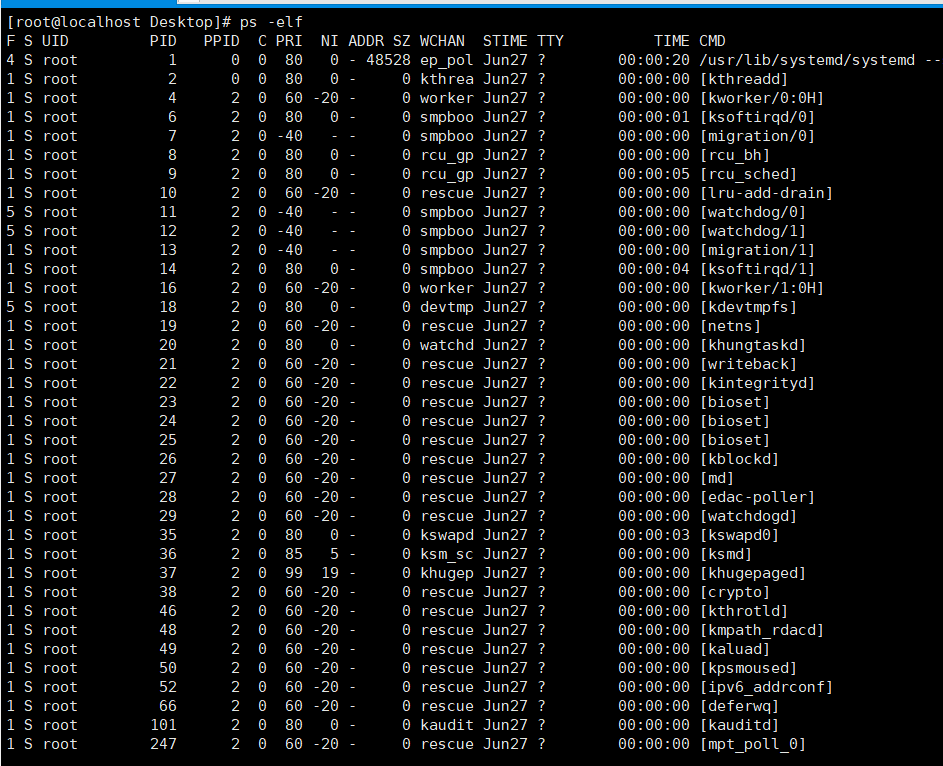 [root@localhost Desktop]# ps -elf
F S UID        PID   PPID  C PRI  NI ADDR SZ WCHAN  STIME TTY          TIME CMD
4 S root         1      0  0  80   0 - 48528 ep_pol Jun27 ?        00:00:20 /usr/lib/systemd/systemd --
1 S root         2      0  0  80   0 -     0 kthrea Jun27 ?        00:00:00 [kthreadd]
1 S root         4      2  0  60 -20 -     0 worker Jun27 ?        00:00:00 [kworker/0:0H]
1 S root         6      2  0  80   0 -     0 smpboo Jun27 ?        00:00:01 [ksoftirqd/0]
1 S root         7      2  0 -40   - -     0 smpboo Jun27 ?        00:00:00 [migration/0]
1 S root         8      2  0  80   0 -     0 rcu_gp Jun27 ?        00:00:00 [rcu_bh]
1 S root         9      2  0  80   0 -     0 rcu_gp Jun27 ?        00:00:05 [rcu_sched]
1 S root        10      2  0  60 -20 -     0 rescue Jun27 ?        00:00:00 [lru-add-drain]
5 S root        11      2  0 -40   - -     0 smpboo Jun27 ?        00:00:00 [watchdog/0]
5 S root        12      2  0 -40   - -     0 smpboo Jun27 ?        00:00:00 [watchdog/1]
1 S root        13      2  0 -40   - -     0 smpboo Jun27 ?        00:00:00 [migration/1]
1 S root        14      2  0  80   0 -     0 smpboo Jun27 ?        00:00:04 [ksoftirqd/1]
1 S root        16      2  0  60 -20 -     0 worker Jun27 ?        00:00:00 [kworker/1:0H]
5 S root        18      2  0  80   0 -     0 devtmp Jun27 ?        00:00:00 [kdevtmpfs]
1 S root        19      2  0  60 -20 -     0 rescue Jun27 ?        00:00:00 [netns]
1 S root        20      2  0  80   0 -     0 watchd Jun27 ?        00:00:00 [khungtaskd]
1 S root        21      2  0  60 -20 -     0 rescue Jun27 ?        00:00:00 [writeback]
1 S root        22      2  0  60 -20 -     0 rescue Jun27 ?        00:00:00 [kintegrityd]
1 S root        23      2  0  60 -20 -     0 rescue Jun27 ?        00:00:00 [bioset]
1 S root        24      2  0  60 -20 -     0 rescue Jun27 ?        00:00:00 [bioset]
1 S root        25      2  0  60 -20 -     0 rescue Jun27 ?        00:00:00 [bioset]
1 S root        26      2  0  60 -20 -     0 rescue Jun27 ?        00:00:00 [kblockd]
1 S root        27      2  0  60 -20 -     0 rescue Jun27 ?        00:00:00 [md]
1 S root        28      2  0  60 -20 -     0 rescue Jun27 ?        00:00:00 [edac-poller]
1 S root        29      2  0  60 -20 -     0 rescue Jun27 ?        00:00:00 [watchdogd]
1 S root        35      2  0  80   0 -     0 kswapd Jun27 ?        00:00:03 [kswapd0]
1 S root        36      2  0  85   5 -     0 ksm_sc Jun27 ?        00:00:00 [ksmd]
1 S root        37      2  0  99  19 -     0 khugep Jun27 ?        00:00:00 [khugepaged]
1 S root        38      2  0  60 -20 -     0 rescue Jun27 ?        00:00:00 [crypto]
1 S root        46      2  0  60 -20 -     0 rescue Jun27 ?        00:00:00 [kthrotld]
1 S root        48      2  0  60 -20 -     0 rescue Jun27 ?        00:00:00 [kmpath_rdacd]
1 S root        49      2  0  60 -20 -     0 rescue Jun27 ?        00:00:00 [kaluad]
1 S root        50      2  0  60 -20 -     0 rescue Jun27 ?        00:00:00 [kpsmoused]
1 S root        52      2  0  60 -20 -     0 rescue Jun27 ?        00:00:00 [ipv6_addrconf]
1 S root        66      2  0  60 -20 -     0 rescue Jun27 ?        00:00:00 [deferwq]
1 S root       101      2  0  80   0 -     0 kaudit Jun27 ?        00:00:00 [kauditd]
1 S root       247      2  0  60 -20 -     0 rescue Jun27 ?        00:00:00 [mpt_poll_0]